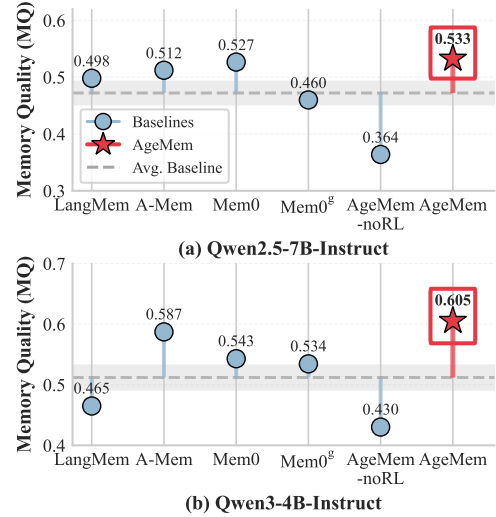 0.6
0.5
0.4
0.3
Memory Quality (MQ)
0.498
0.512
0.527
0.460
0.364
0.533
Baselines
AgeMem
Avg. Baseline
LangMem
A-Mem
Mem0
Mem0g
AgeMem
-noRL
AgeMem
(a) Qwen2.5-7B-Instruct
0.7
0.6
0.5
0.4
Memory Quality (MQ)
0.465
0.587
0.543
0.534
0.430
0.605
LangMem
A-Mem
Mem0
Mem0g
AgeMem
-noRL
AgeMem
(b) Qwen3-4B-Instruct